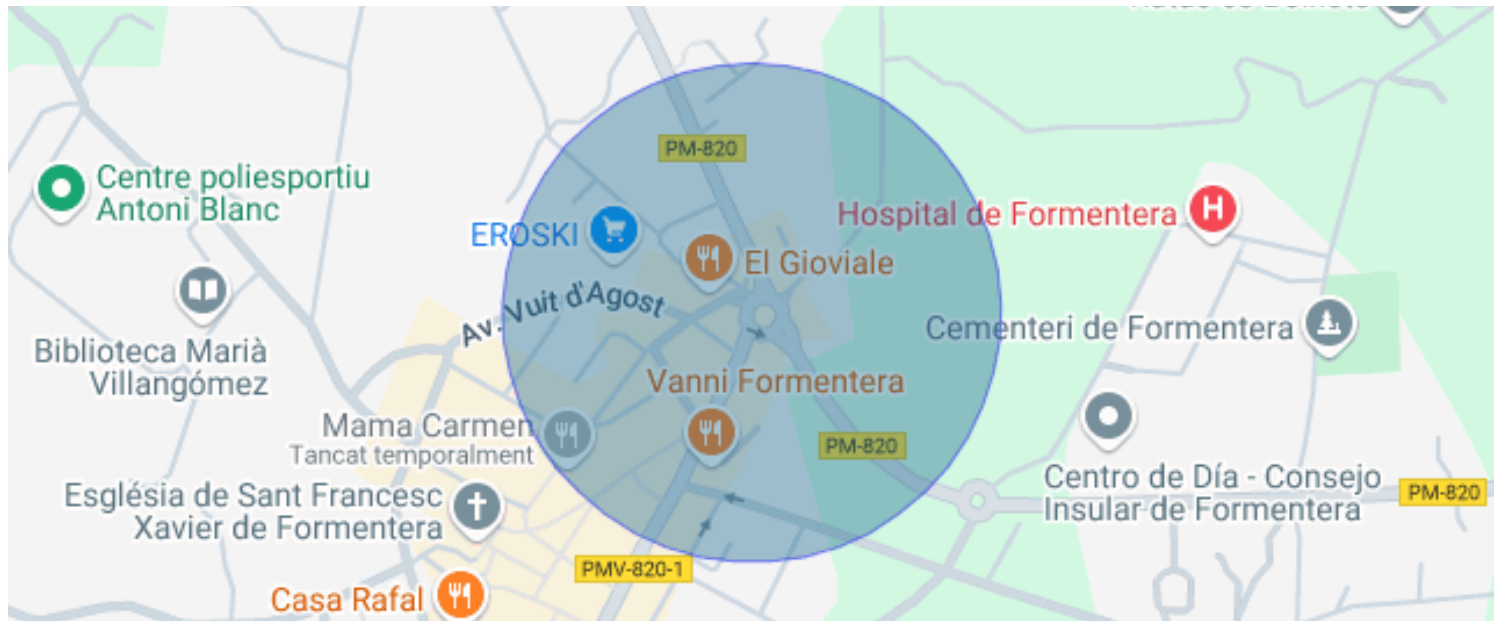 PM-820
Centre poliesportiu
Antoni Blanc
Hospital de Formentera
H
EROSKI
El Gioviale
Av. Vuit d'Agost
Biblioteca Marià
Villangómez
Cementeri de Formentera
Vanni Formentera
Mama Carmen
Tancat temporalment
PM-820
Església de Sant Francesc
Xavier de Formentera
Centro de Día - Consejo
Insular de Formentera
PM-820
PMV-820-1
Casa Rafal